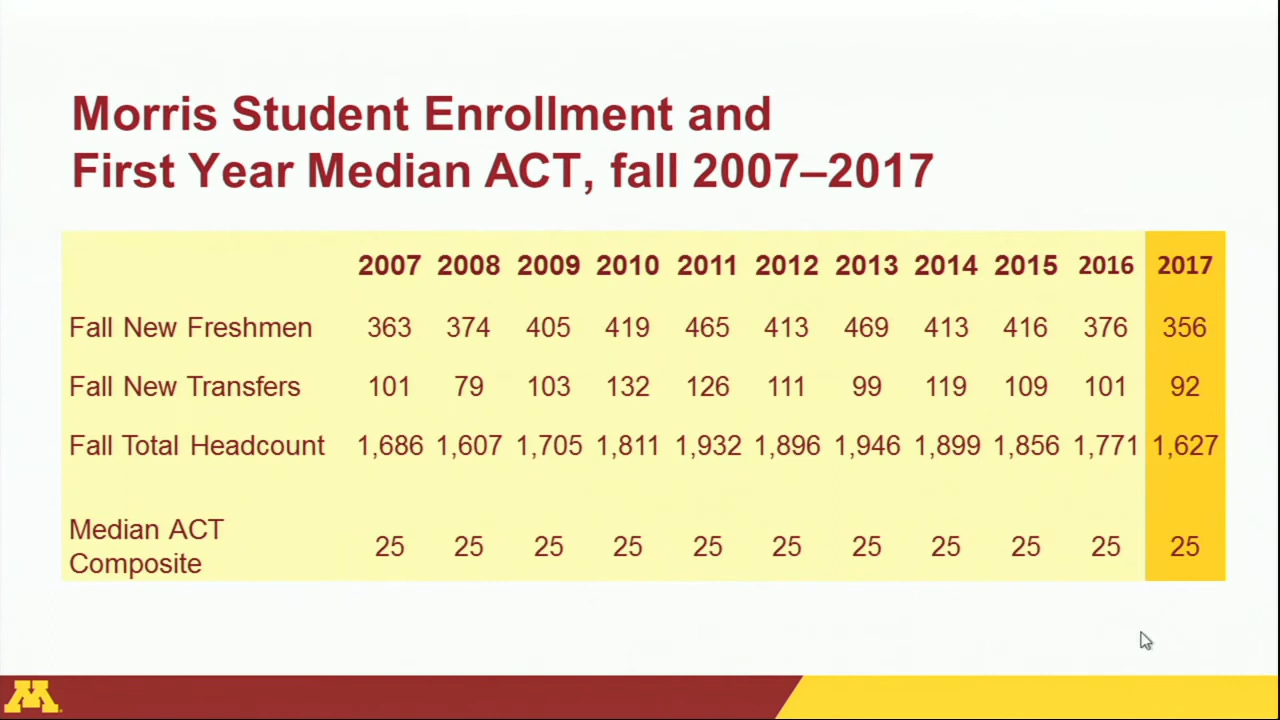 Morris Student Enrollment and
First Year Median ACT, fall 2007–2017
2007 2008 2009 2010 2011 2012 2013 2014 2015 2016 2017
Fall New Freshmen 363 374 405 419 465 413 469 413 416 376 356
Fall New Transfers 101 79 103 132 126 111 99 119 109 101 92
Fall Total Headcount 1,686 1,607 1,705 1,811 1,932 1,896 1,946 1,899 1,856 1,771 1,627
Median ACT
Composite 25 25 25 25 25 25 25 25 25 25 25
M